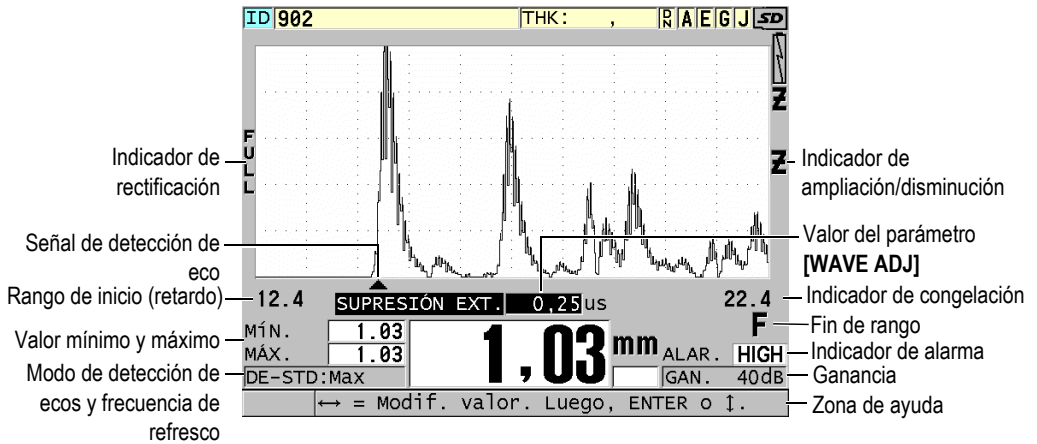 ID 902 THK: , DN A E G J SD
Z
Z
FULL
Indicador de
rectificación
Indicador de
ampliación/disminución
Señal de detección de
eco
Valor del parámetro
[WAVE ADJ]
Rango de inicio (retardo)
12.4
SUPRESIÓN EXT. 0,25 us
22.4
Indicador de congelación
F
Fin de rango
Valor mínimo y máximo
MíN. 1.03
MÁX. 1.03
1,03 mm
ALAR. HIGH
Indicador de alarma
Modo de detección de
ecos y frecuencia de
refresco
DE-STD:Max
GAN. 40dB
Ganancia
↔ = Modif. valor. Luego, ENTER o ↕.
Zona de ayuda